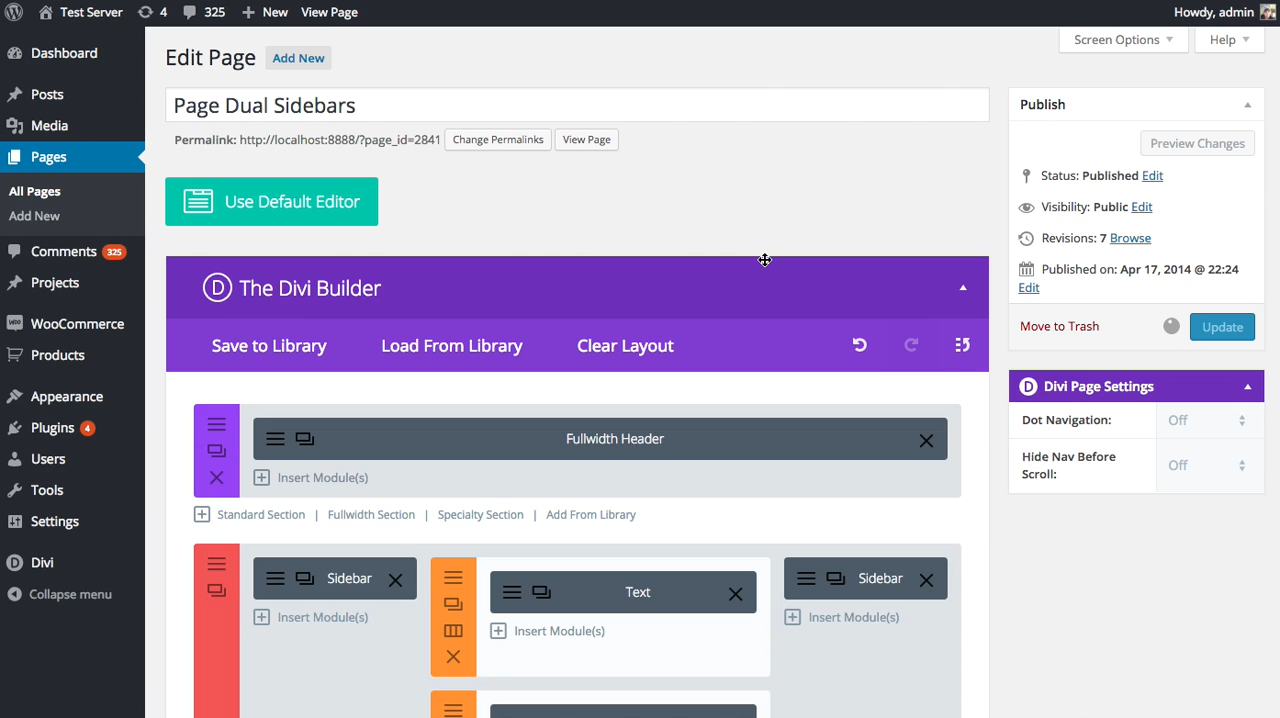 Test Server 4 325 New View Page Howdy, admin
Screen Options Help
Dashboard
Posts
Media
Pages
All Pages
Add New
Comments 325
Projects
WooCommerce
Products
Appearance
Plugins 4
Users
Tools
Settings
Divi
Collapse menu
Edit Page Add New
Page Dual Sidebars
Permalink: http://localhost:8888/?page_id=2841 Change Permalinks View Page
Use Default Editor
D The Divi Builder
Save to Library Load From Library Clear Layout
Fullwidth Header
Insert Module(s)
Standard Section | Fullwidth Section | Specialty Section | Add From Library
Sidebar
Insert Module(s)
Text
Insert Module(s)
Sidebar
Insert Module(s)
Publish
Preview Changes
Status: Published Edit
Visibility: Public Edit
Revisions: 7 Browse
Published on: Apr 17, 2014 @ 22:24
Edit
Move to Trash Update
D Divi Page Settings
Dot Navigation: Off
Hide Nav Before
Scroll:
Off